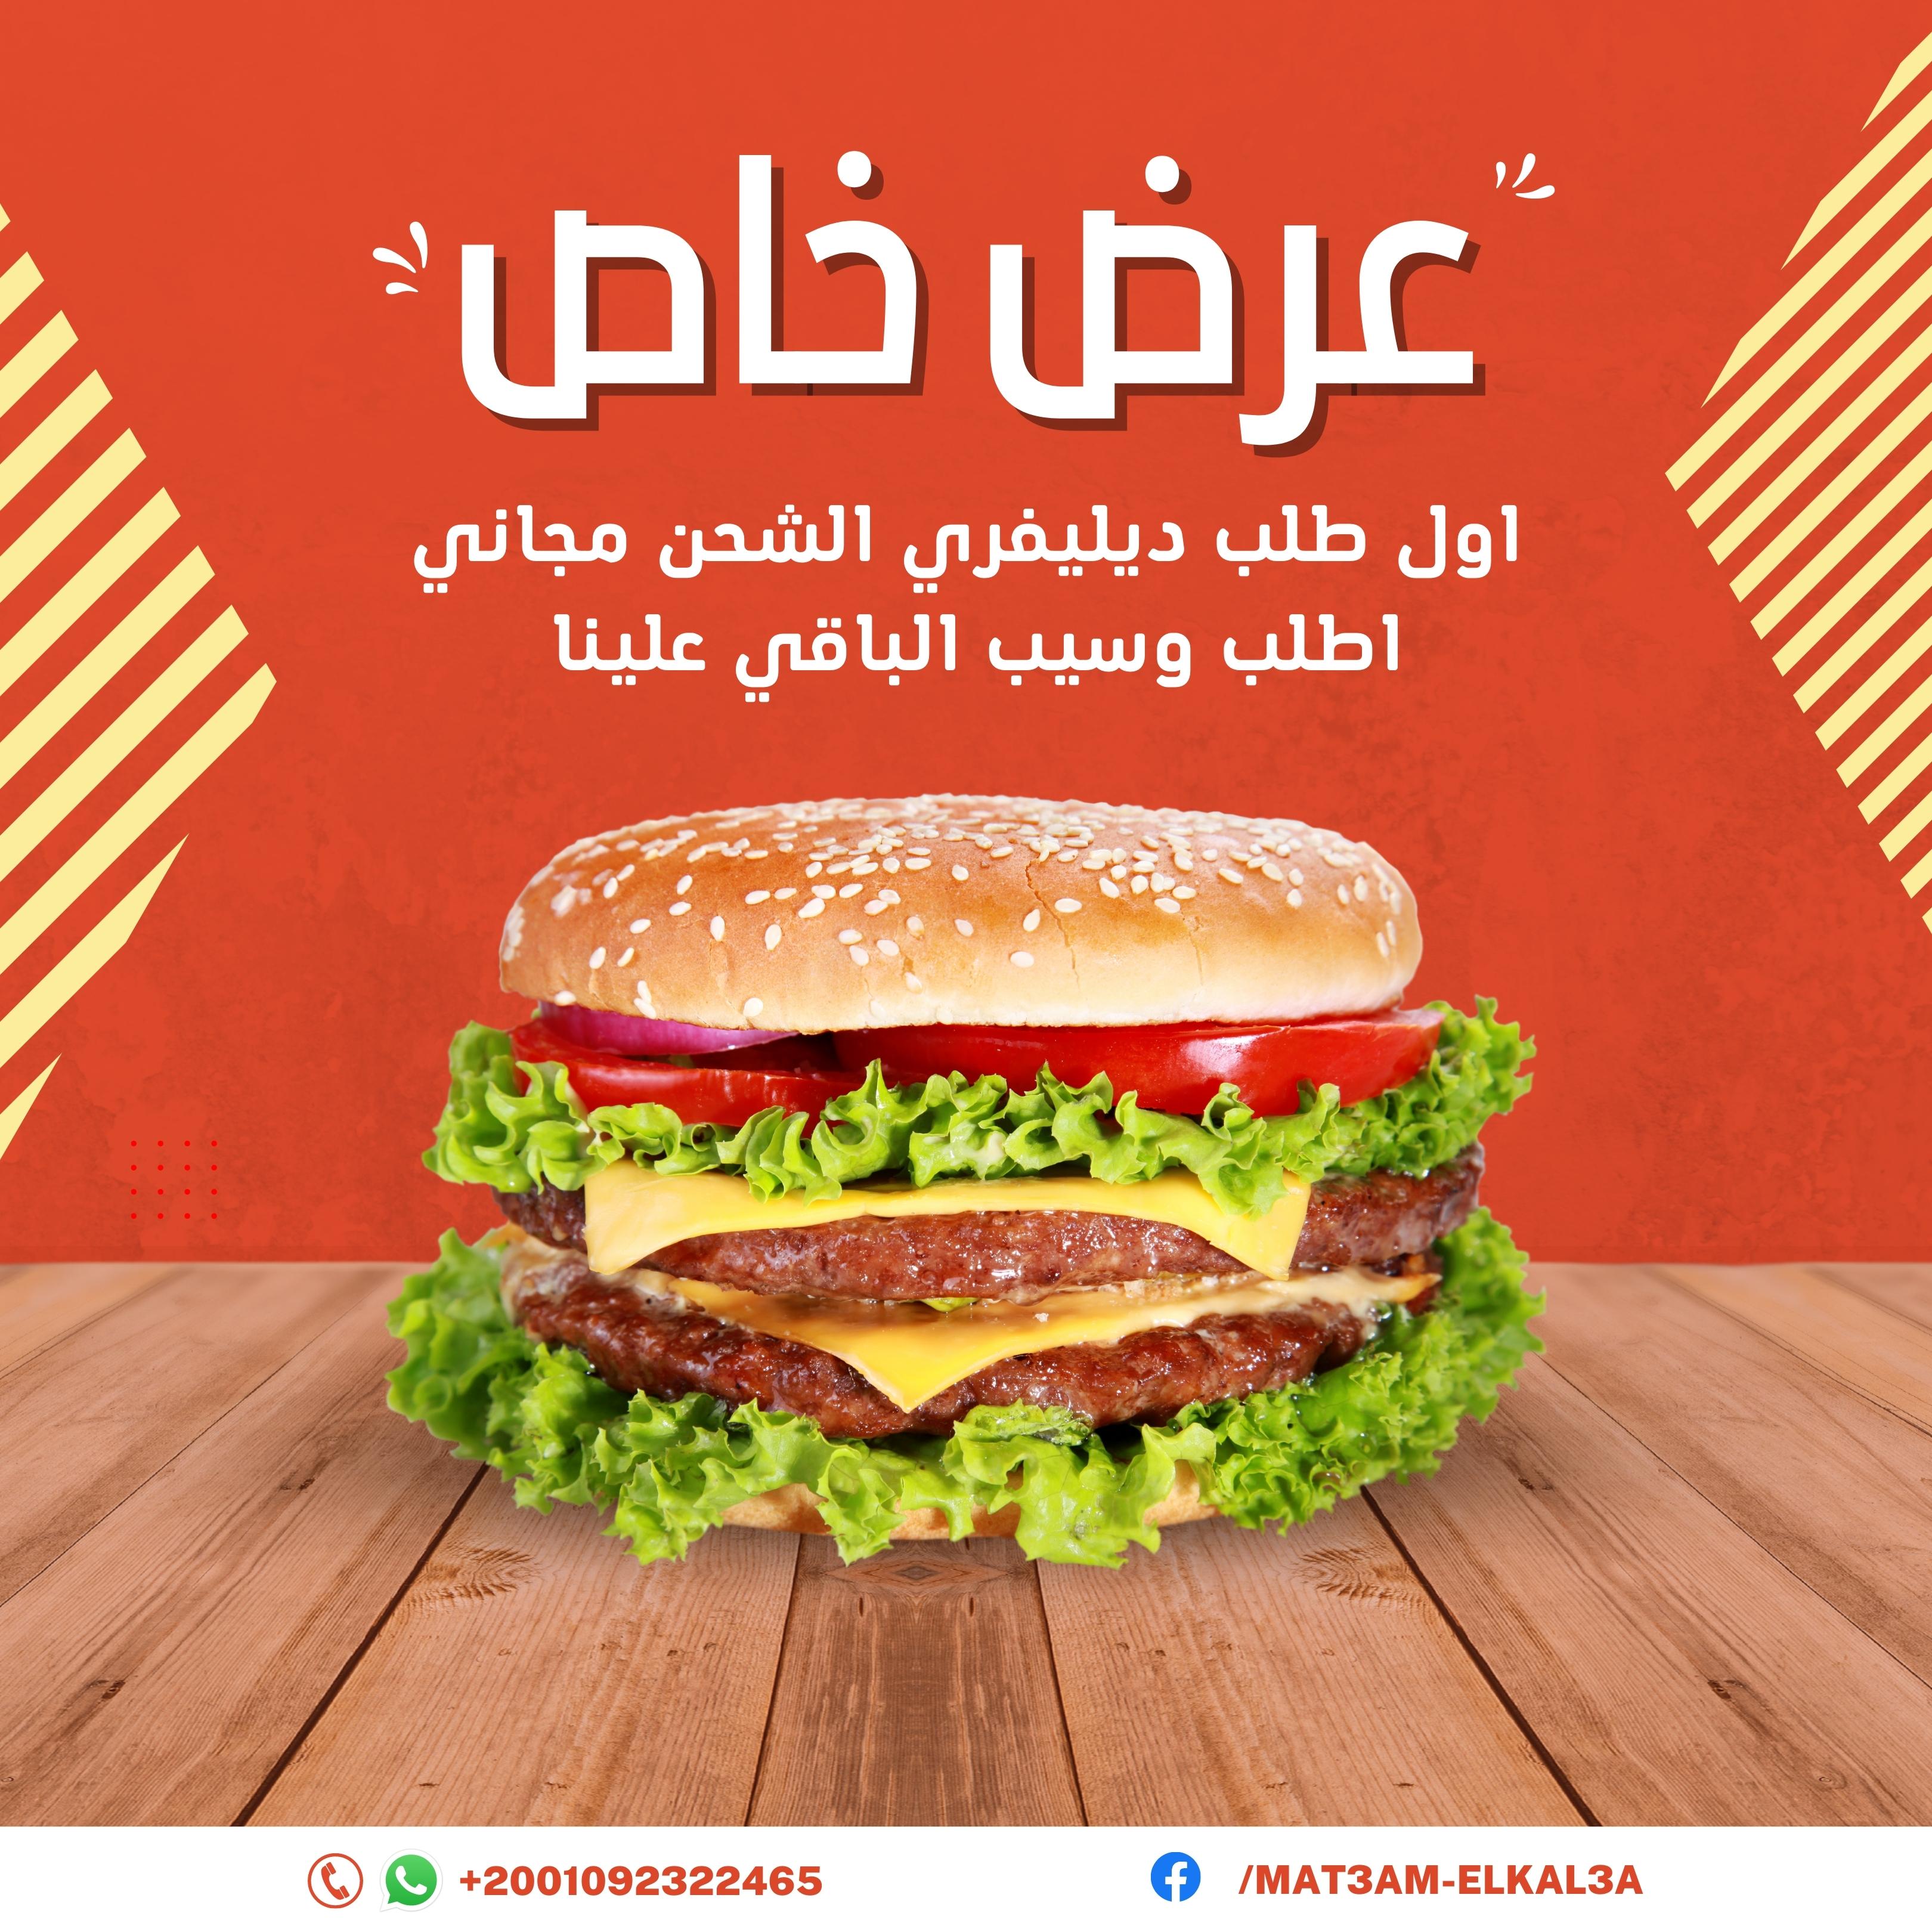 عرض خاص
اول طلب ديليفري الشحن مجاني
اطلب وسيب الباقي علينا
+2001092322465
/MAT3AM-ELKAL3A